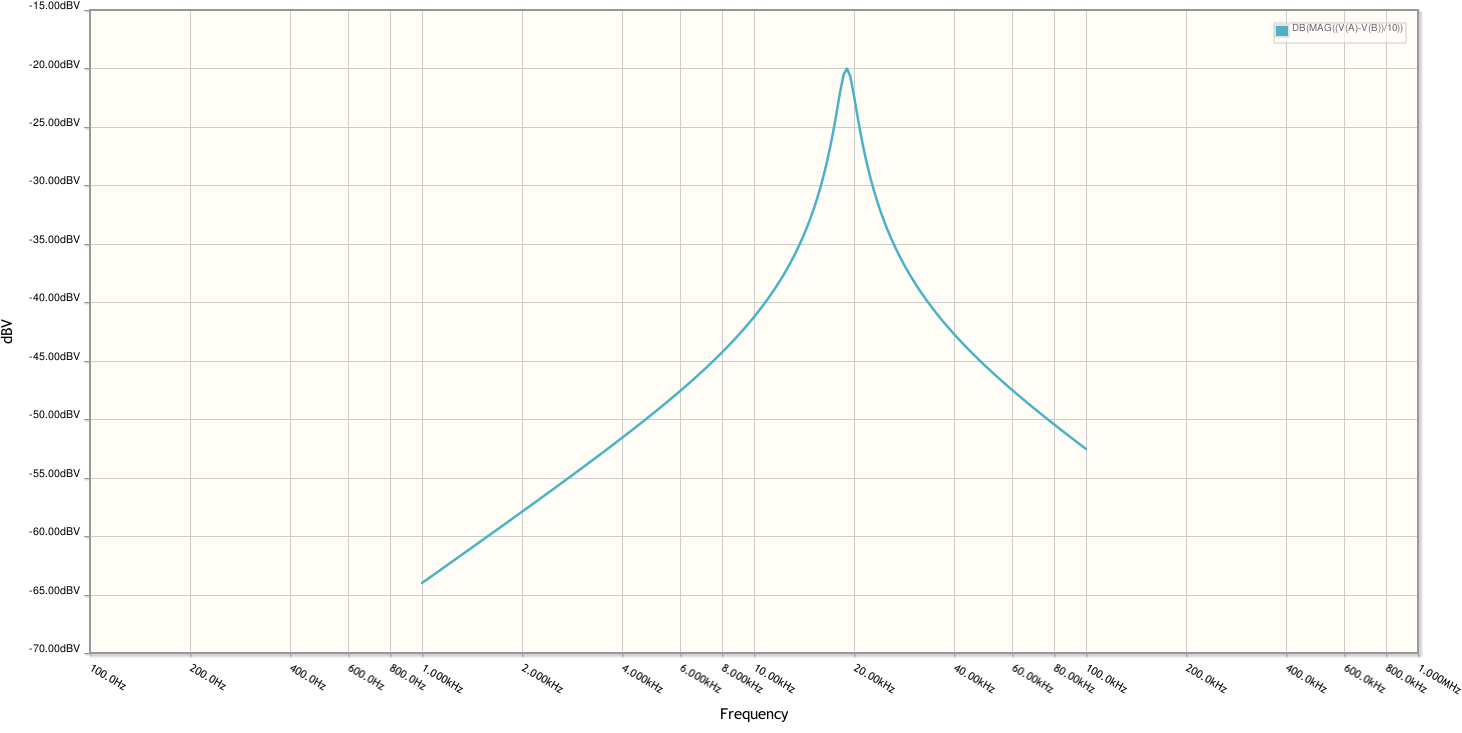 -15.00dBV
DB(MAG((V(A)-V(B))/10))
-20.00dBV
-25.00dBV
-30.00dBV
-35.00dBV
-40.00dBV
dBV
-45.00dBV
-50.00dBV
-55.00dBV
-60.00dBV
-65.00dBV
-70.00dBV
100.0Hz 200.0Hz 400.0Hz 600.0Hz 800.0Hz 1.000kHz 2.000kHz 4.000kHz 6.000kHz 8.000kHz 10.00kHz 20.00kHz 40.00kHz 60.00kHz 80.00kHz 100.0kHz 200.0kHz 400.0kHz 600.0kHz 800.0kHz 1.000MHz
Frequency